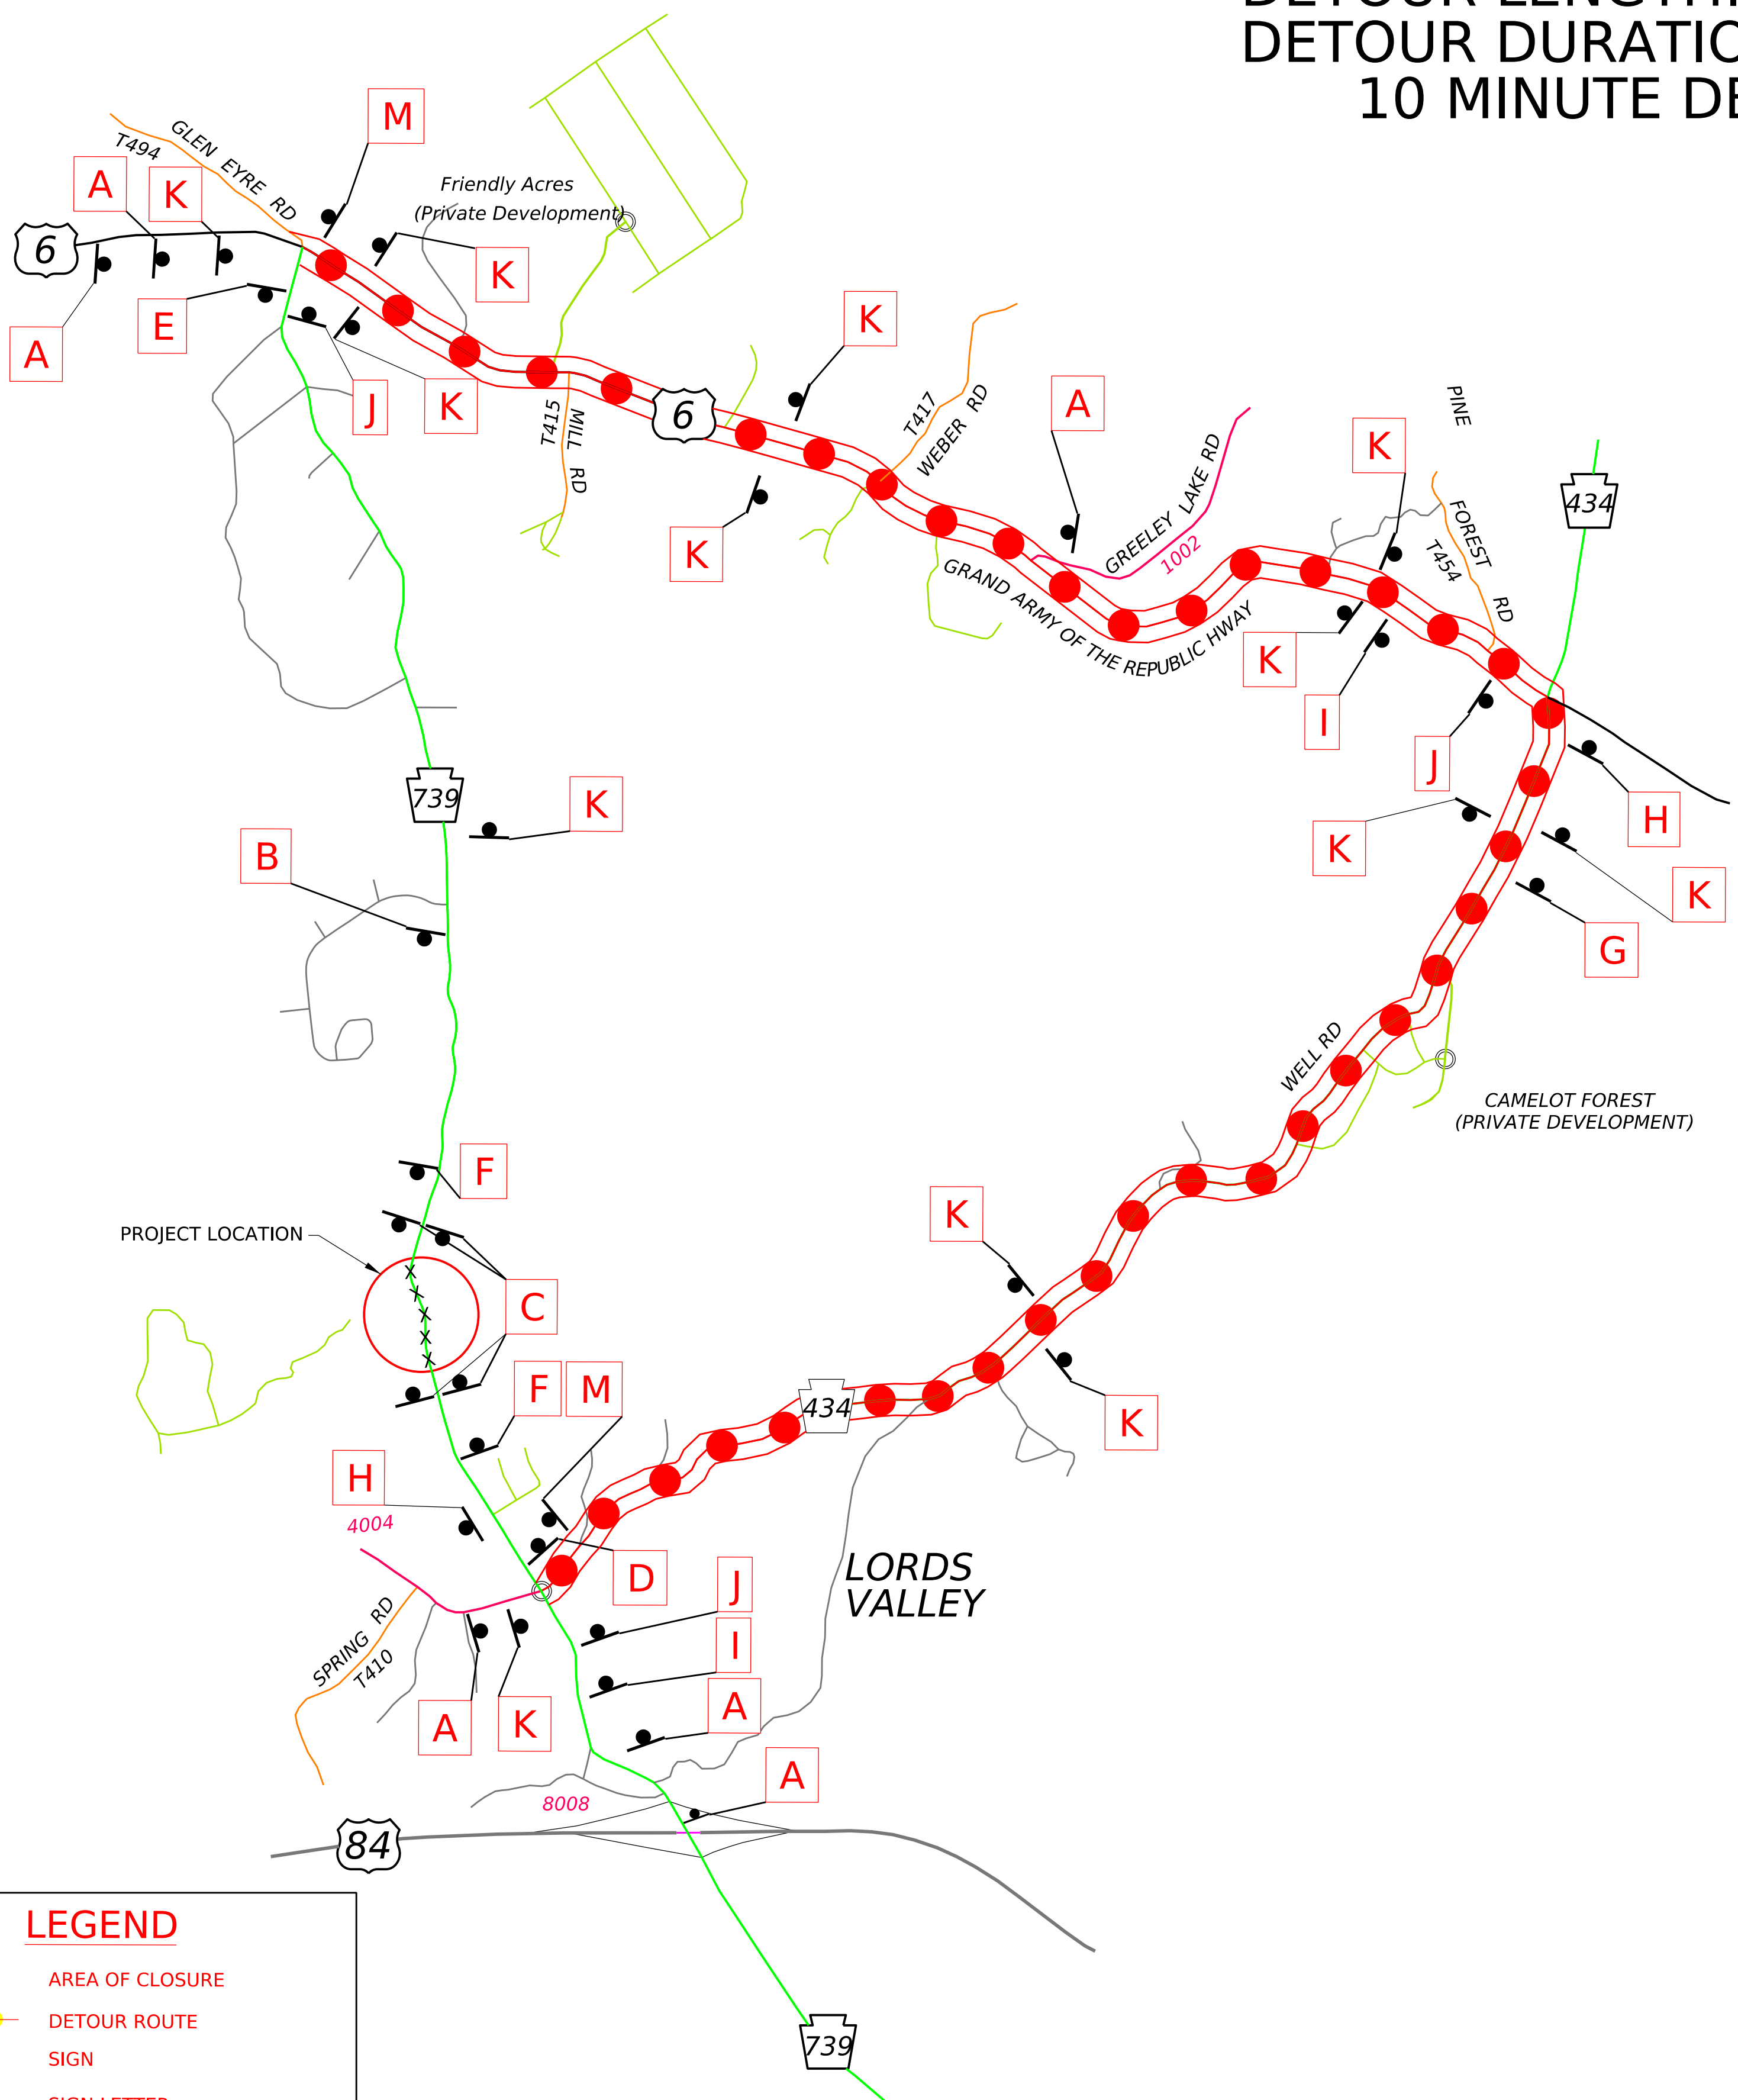 DETOUR DURATIO
10 MINUTE DE
M
GLEN EYRE RD
T494
A
K
Friendly Acres
(Private Development)
6
K
E
A
J
K
K
T415
MILL RD
6
K
T417
WEBER RD
A
GREELEY LAKE RD
1002
GRAND ARMY OF THE REPUBLIC HWAY
K
PINE
FOREST
RD
T454
434
K
I
J
H
K
K
G
739
K
B
WELL RD
CAMELOT FOREST
(PRIVATE DEVELOPMENT)
F
PROJECT LOCATION
C
K
K
F
M
434
H
4004
D
LORDS
VALLEY
J
I
A
SPRING RD
T410
A
K
A
8008
84
739
LEGEND
AREA OF CLOSURE
DETOUR ROUTE
SIGN